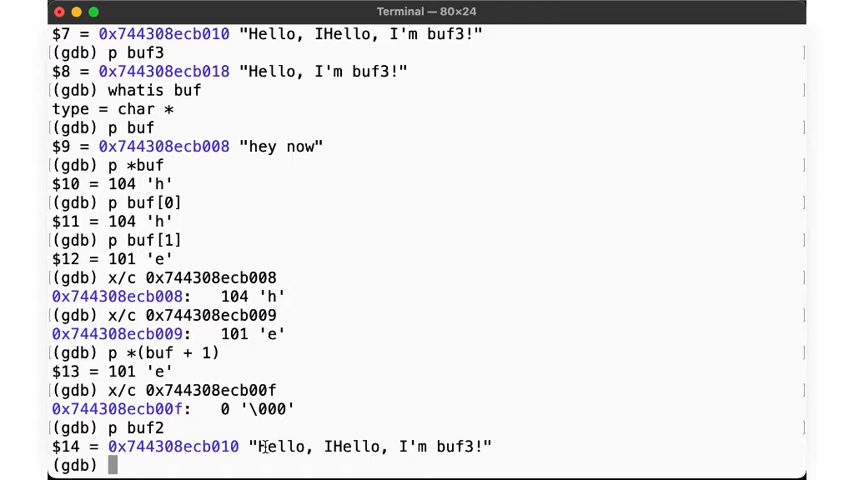 Terminal — 80×24
$7 = 0x744308ecb010 "Hello, IHello, I'm buf3!"
(gdb) p buf3
$8 = 0x744308ecb018 "Hello, I'm buf3!"
(gdb) whatis buf
type = char *
(gdb) p buf
$9 = 0x744308ecb008 "hey now"
(gdb) p *buf
$10 = 104 'h'
(gdb) p buf[0]
$11 = 104 'h'
(gdb) p buf[1]
$12 = 101 'e'
(gdb) x/c 0x744308ecb008
0x744308ecb008: 104 'h'
(gdb) x/c 0x744308ecb009
0x744308ecb009: 101 'e'
(gdb) p *(buf + 1)
$13 = 101 'e'
(gdb) x/c 0x744308ecb00f
0x744308ecb00f: 0 '\000'
(gdb) p buf2
$14 = 0x744308ecb010 "Hello, IHello, I'm buf3!"
(gdb)